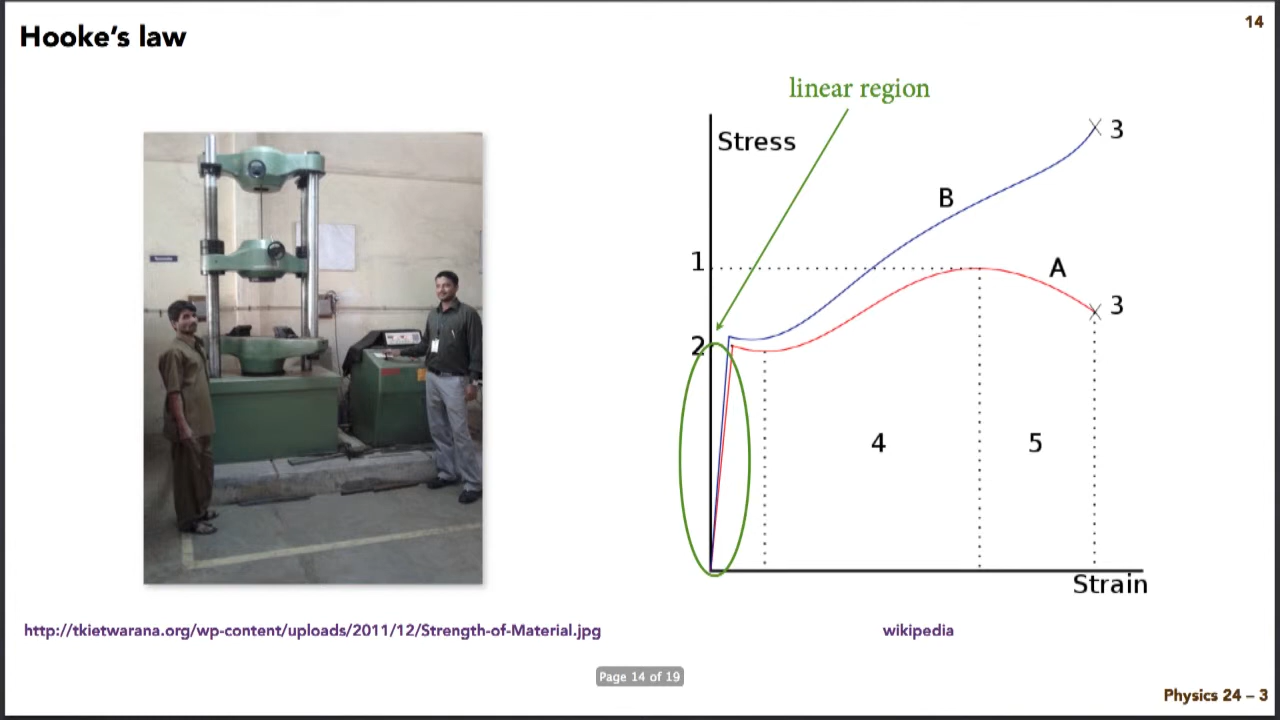 Hooke’s law
14
linear region
Stress
3
B
1
A
3
2
4
5
Strain
http://tkietwarana.org/wp-content/uploads/2011/12/Strength-of-Material.jpg
wikipedia
Page 14 of 19
Physics 24 – 3